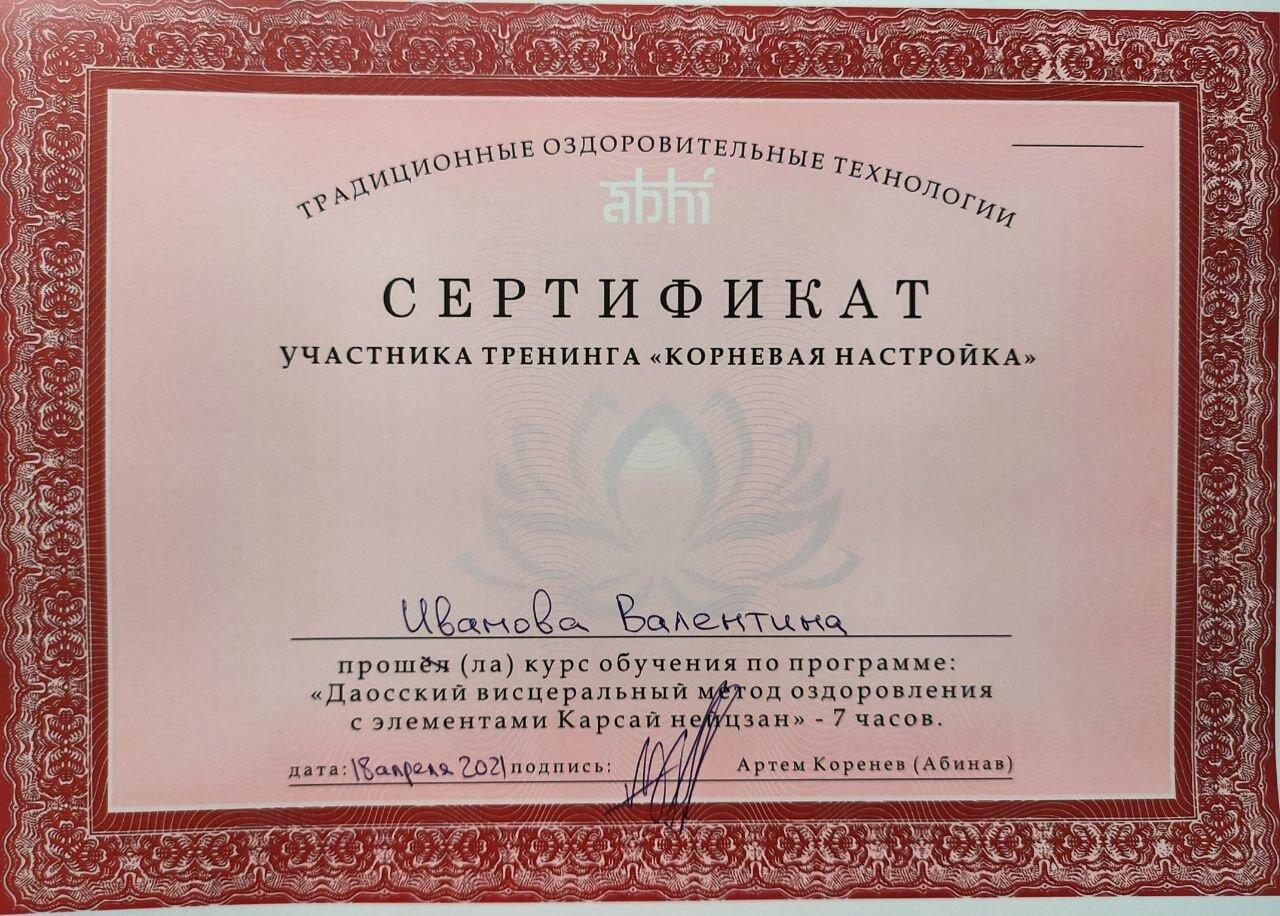 ТРАДИЦИОННЫЕ ОЗДОРОВИТЕЛЬНЫЕ ТЕХНОЛОГИИ
abhi
СЕРТИФИКАТ
УЧАСТНИКА ТРЕНИНГА «КОРНЕВАЯ НАСТРОЙКА»
Иванова Валентина
прошёл (ла) курс обучения по программе:
«Даосский висцеральный метод оздоровления
с элементами Карсай нейцзан» - 7 часов.
дата: 18 апреля 2021 подпись: Артем Коренев (Абинав)